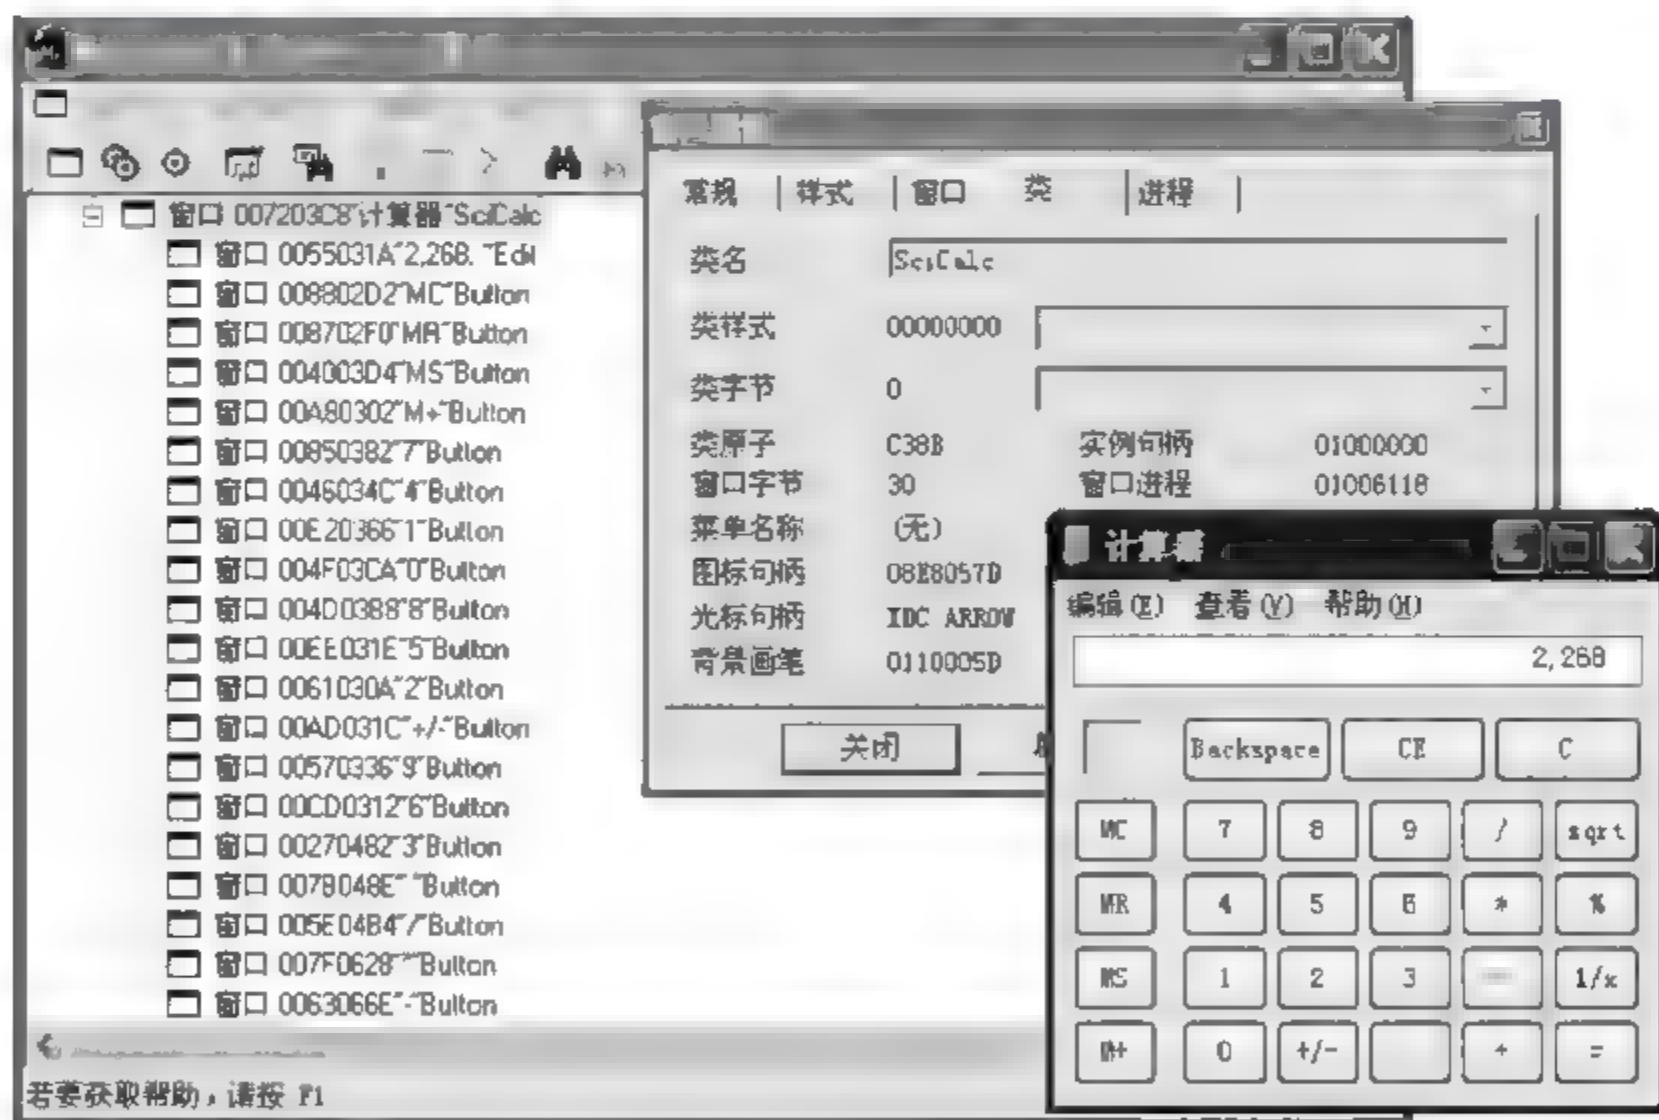 窗口 007203C8"计算器"SciCalc
窗口 0055031A"2,268. "Edit
窗口 008802D2"MC"Button
窗口 008702F0"MR"Button
窗口 004003D4"MS"Button
窗口 00A80302"M+"Button
窗口 00850382"7"Button
窗口 0046034C"4"Button
窗口 00E20366"1"Button
窗口 004F03CA"0"Button
窗口 004D0388"8"Button
窗口 00EE031E"5"Button
窗口 0061030A"2"Button
窗口 00AD031C"+/-"Button
窗口 00570336"9"Button
窗口 00CD0312"6"Button
窗口 00270482"3"Button
窗口 007B048E" "Button
窗口 005E04B4"/"Button
窗口 007F0628"*"Button
窗口 0063066E"-"Button
若要获取帮助，请按 F1
常规 样式 窗口 类 进程
类名 SciCalc
类样式 00000000
类字节 0
类原子 C38B 实例句柄 01000000
窗口字节 30 窗口进程 01006118
菜单名称 (无)
图标句柄 08E8057D
光标句柄 IDC ARROW
背景画笔 0110005D
关闭
计算器
编辑(E) 查看(V) 帮助(H)
2,268
Backspace CE C
MC 7 8 9 / sqrt
MR 4 5 6 * %
MS 1 2 3 1/x
M+ 0 +/- + =